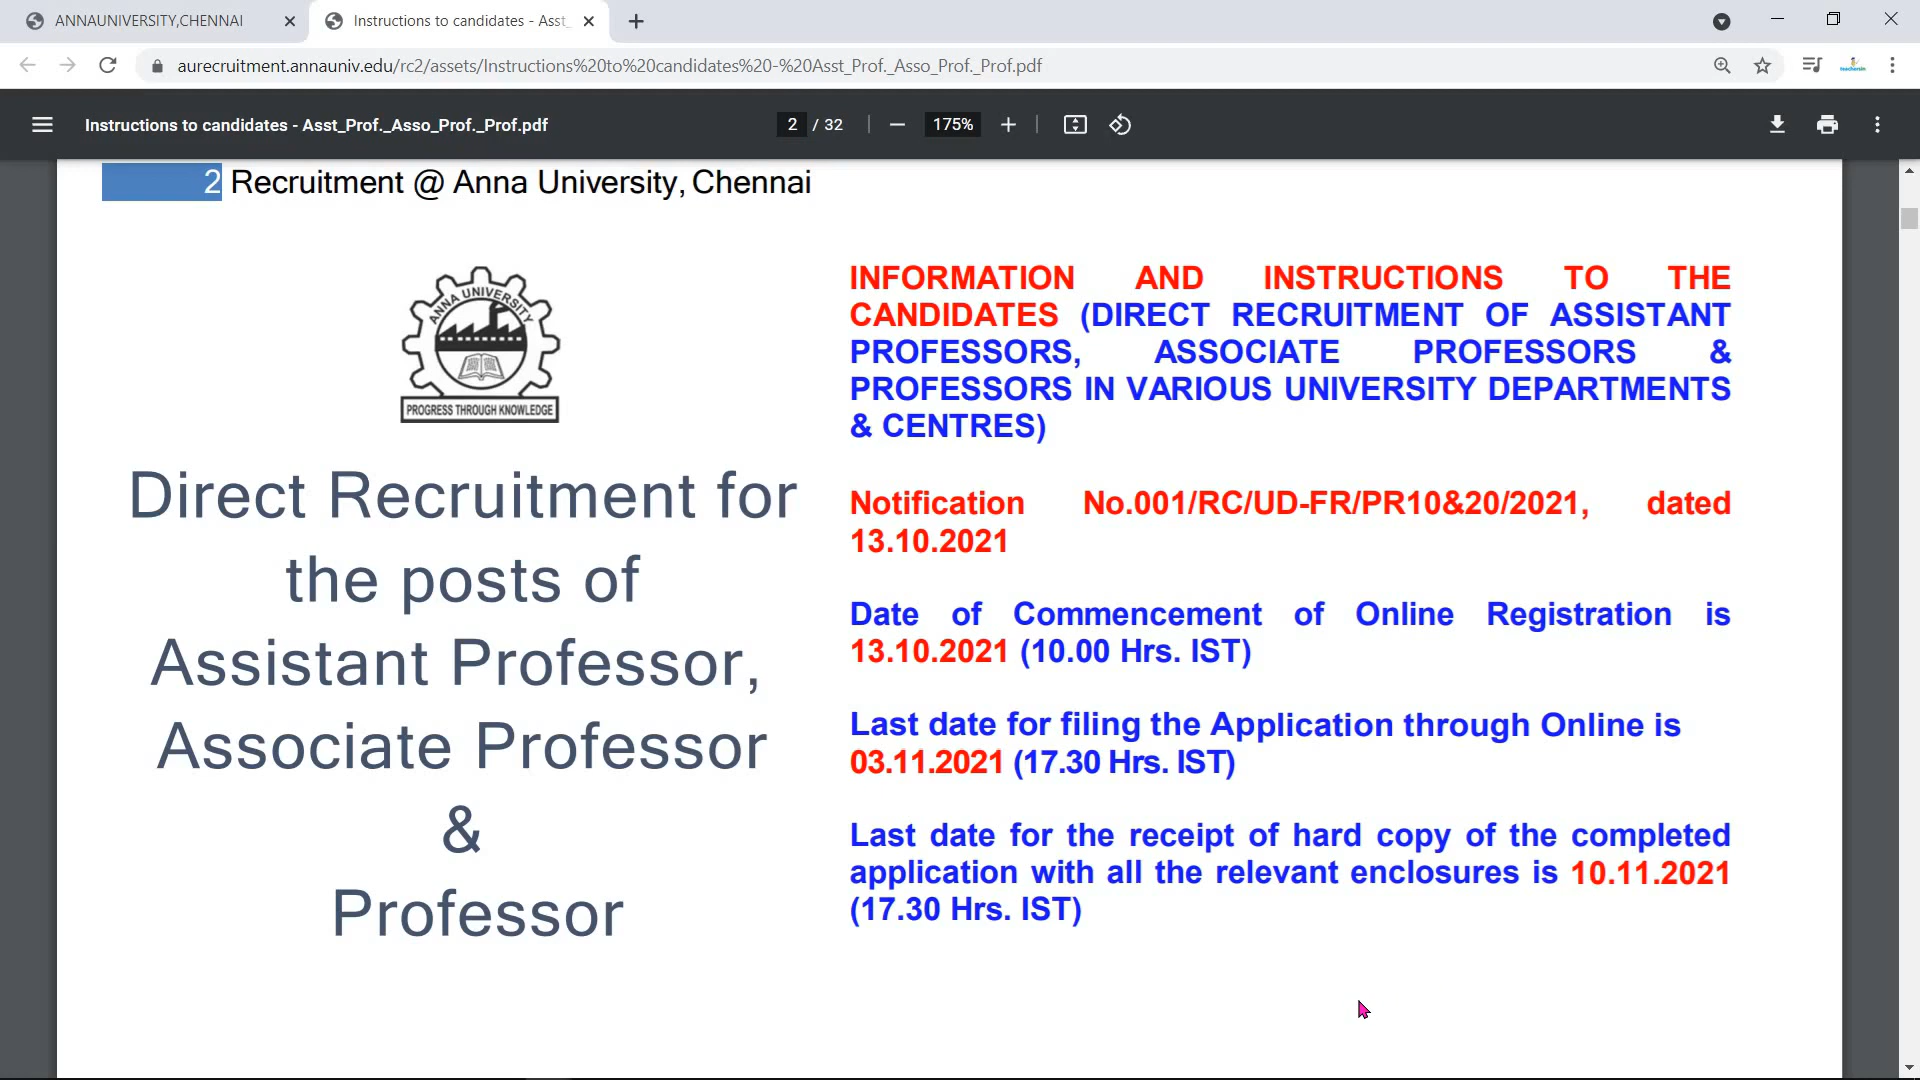 ANNAUNIVERSITY,CHENNAI
Instructions to candidates - Asst_
aurecruitment.annauniv.edu/rc2/assets/Instructions%20to%20candidates%20-%20Asst_Prof._Asso_Prof._Prof.pdf
Instructions to candidates - Asst_Prof._Asso_Prof._Prof.pdf
2 / 32
175%
2 Recruitment @ Anna University, Chennai
ANNA UNIVERSITY
PROGRESS THROUGH KNOWLEDGE
Direct Recruitment for
the posts of
Assistant Professor,
Associate Professor
&
Professor
INFORMATION AND INSTRUCTIONS TO THE
CANDIDATES (DIRECT RECRUITMENT OF ASSISTANT
PROFESSORS, ASSOCIATE PROFESSORS &
PROFESSORS IN VARIOUS UNIVERSITY DEPARTMENTS
& CENTRES)
Notification No.001/RC/UD-FR/PR10&20/2021, dated
13.10.2021
Date of Commencement of Online Registration is
13.10.2021 (10.00 Hrs. IST)
Last date for filing the Application through Online is
03.11.2021 (17.30 Hrs. IST)
Last date for the receipt of hard copy of the completed
application with all the relevant enclosures is 10.11.2021
(17.30 Hrs. IST)